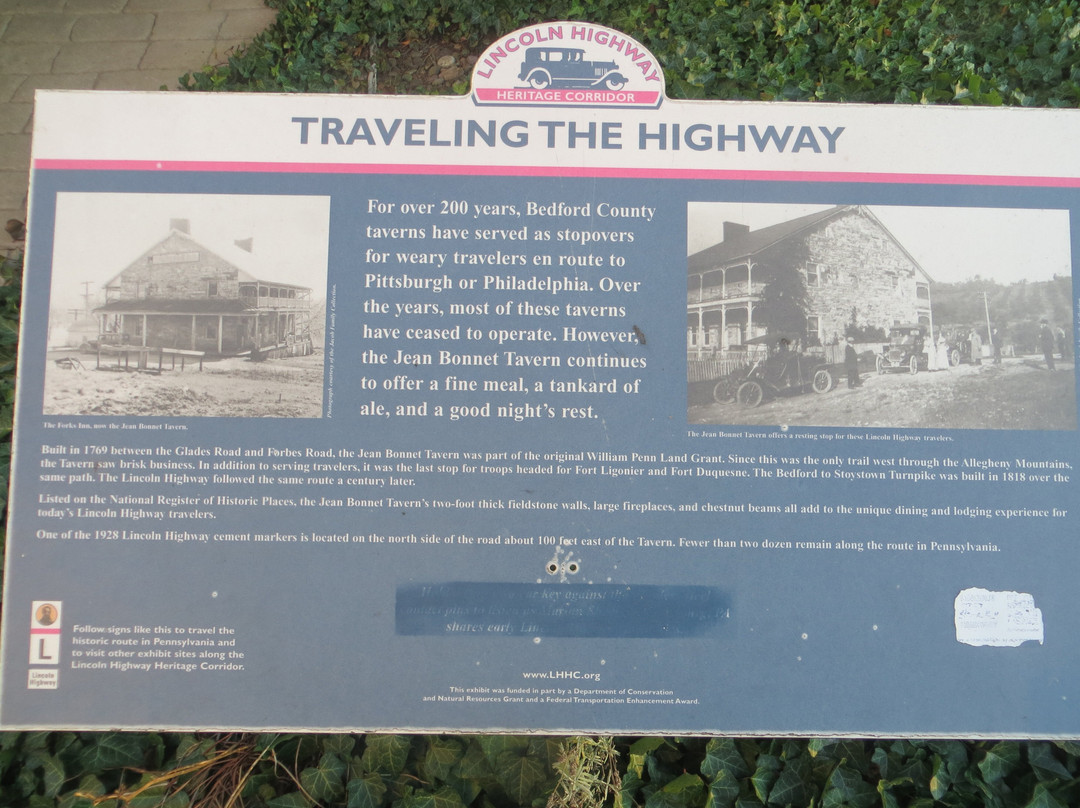 LINCOLN HIGHWAY
HERITAGE CORRIDOR
TRAVELING THE HIGHWAY
For over 200 years, Bedford County
taverns have served as stopovers
for weary travelers en route to
Pittsburgh or Philadelphia. Over
the years, most of these taverns
have ceased to operate. However,
the Jean Bonnet Tavern continues
to offer a fine meal, a tankard of
ale, and a good night's rest.
Photograph courtesy of the Jacob Family Collection.
The Forks Inn, now the Jean Bonnet Tavern.
The Jean Bonnet Tavern offers a resting stop for these Lincoln Highway travelers.
Built in 1769 between the Glades Road and Forbes Road, the Jean Bonnet Tavern was part of the original William Penn Land Grant. Since this was the only trail west through the Allegheny Mountains,
the Tavern saw brisk business. In addition to serving travelers, it was the last stop for troops headed for Fort Ligonier and Fort Duquesne. The Bedford to Stoystown Turnpike was built in 1818 over the
same path. The Lincoln Highway followed the same route a century later.
Listed on the National Register of Historic Places, the Jean Bonnet Tavern's two-foot thick fieldstone walls, large fireplaces, and chestnut beams all add to the unique dining and lodging experience for
today's Lincoln Highway travelers.
One of the 1928 Lincoln Highway cement markers is located on the north side of the road about 100 feet east of the Tavern. Fewer than two dozen remain along the route in Pennsylvania.
key against the
shares early
L
Lincoln
Highway
Follow signs like this to travel the
historic route in Pennsylvania and
to visit other exhibit sites along the
Lincoln Highway Heritage Corridor.
www.LHHC.org
This exhibit was funded in part by a Department of Conservation
and Natural Resources Grant and a Federal Transportation Enhancement Award.